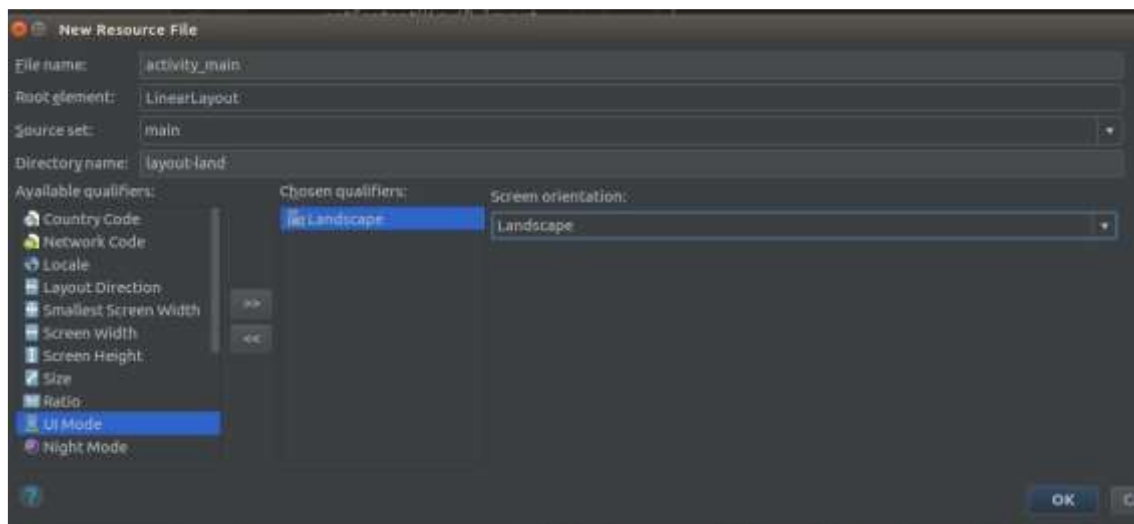 New Resource File
File name: activity_main
Root element: LinearLayout
Source set: main
Directory name: layout-land
Available qualifiers:
Chosen qualifiers:
Screen orientation:
Country Code
Network Code
Locale
Layout Direction
Smallest Screen Width
Screen Width
Screen Height
Size
Ratio
UI Mode
Night Mode
>>
<<
Landscape
Landscape
?
OK
C